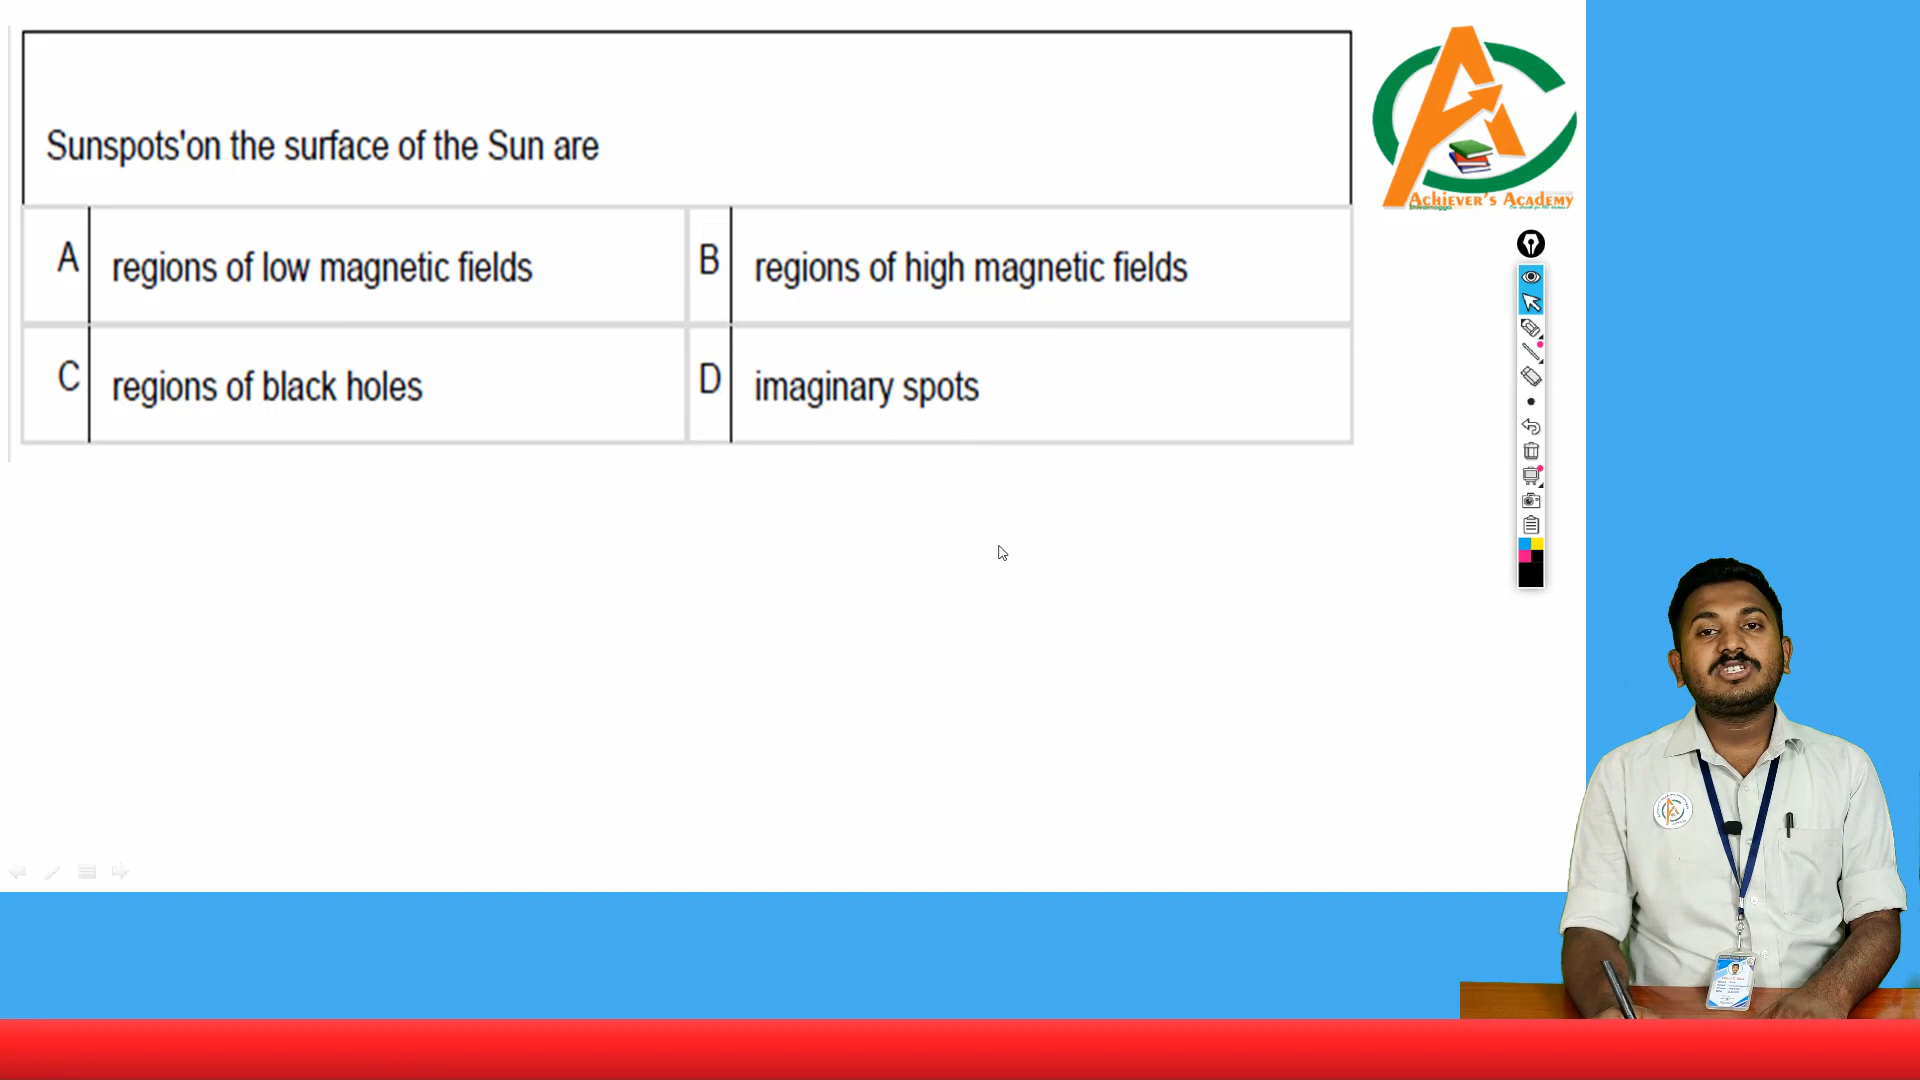 Sunspots'on the surface of the Sun are
A regions of low magnetic fields
B regions of high magnetic fields
C regions of black holes
D imaginary spots
ACHIEVER'S ACADEMY
Shivamogga